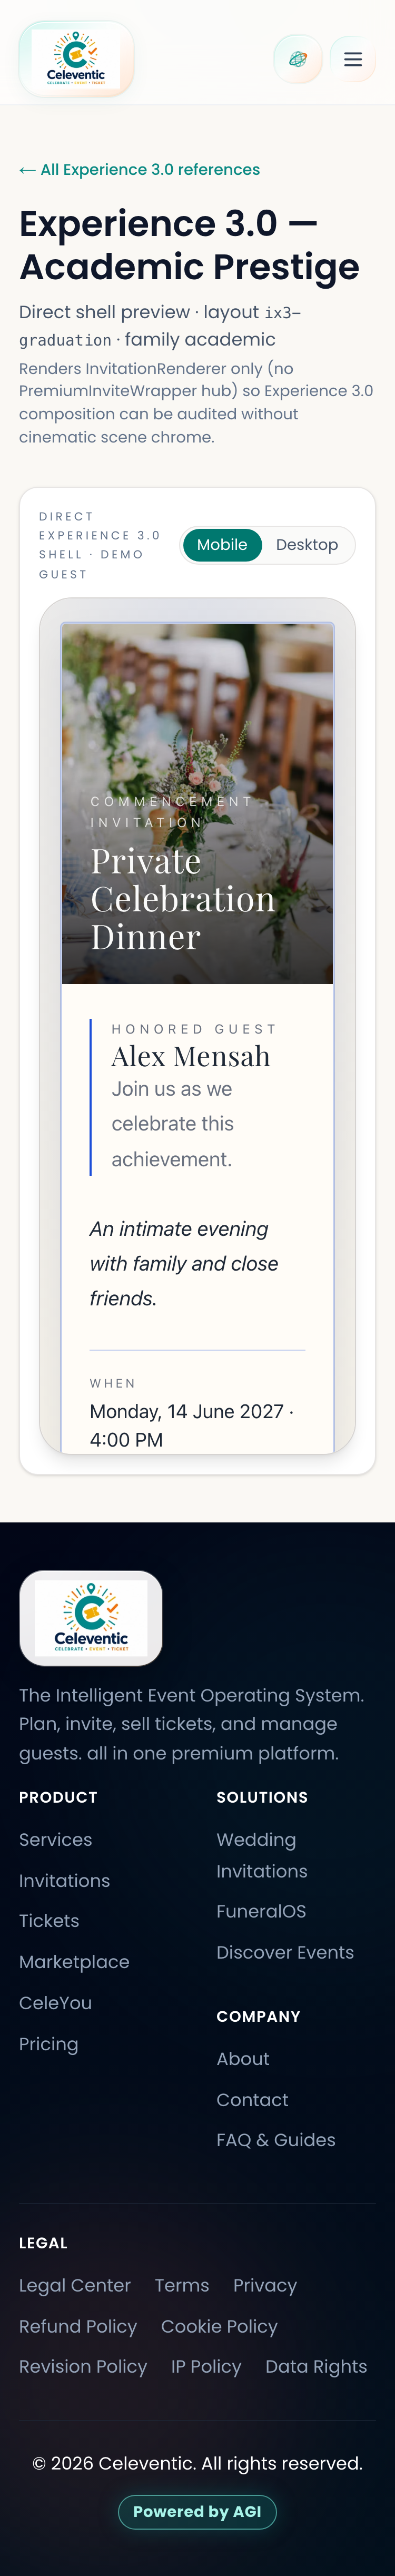 Celeventic
CELEBRATE • EVENT • TICKET
← All Experience 3.0 references
Experience 3.0 —
Academic Prestige
Direct shell preview · layout ix3-
graduation · family academic
Renders InvitationRenderer only (no
PremiumInviteWrapper hub) so Experience 3.0
composition can be audited without
cinematic scene chrome.
DIRECT
EXPERIENCE 3.0
SHELL · DEMO
GUEST
Mobile
Desktop
COMMENCEMENT
INVITATION
Private
Celebration
Dinner
HONORED GUEST
Alex Mensah
Join us as we
celebrate this
achievement.
An intimate evening
with family and close
friends.
WHEN
Monday, 14 June 2027 ·
4:00 PM
Celeventic
CELEBRATE • EVENT • TICKET
The Intelligent Event Operating System.
Plan, invite, sell tickets, and manage
guests. all in one premium platform.
PRODUCT
Services
Invitations
Tickets
Marketplace
CeleYou
Pricing
SOLUTIONS
Wedding
Invitations
FuneralOS
Discover Events
COMPANY
About
Contact
FAQ & Guides
LEGAL
Legal Center Terms Privacy
Refund Policy Cookie Policy
Revision Policy IP Policy Data Rights
© 2026 Celeventic. All rights reserved.
Powered by AGI